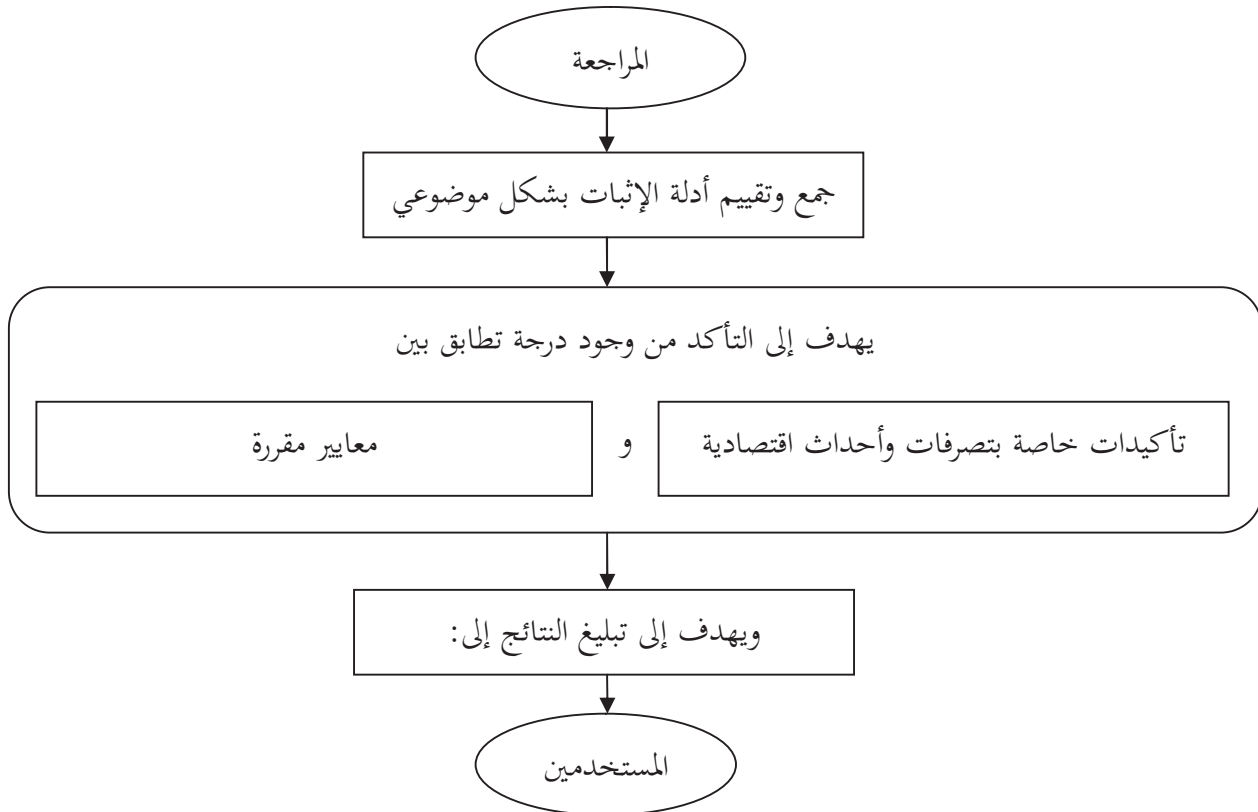 المراجعة
جمع وتقييم أدلة الإثبات بشكل موضوعي
يهدف إلى التأكد من وجود درجة تطابق بين
تأكيدات خاصة بتصرفات وأحداث اقتصادية
و
معايير مقررة
ويهدف إلى تبليغ النتائج إلى:
المستخدمين